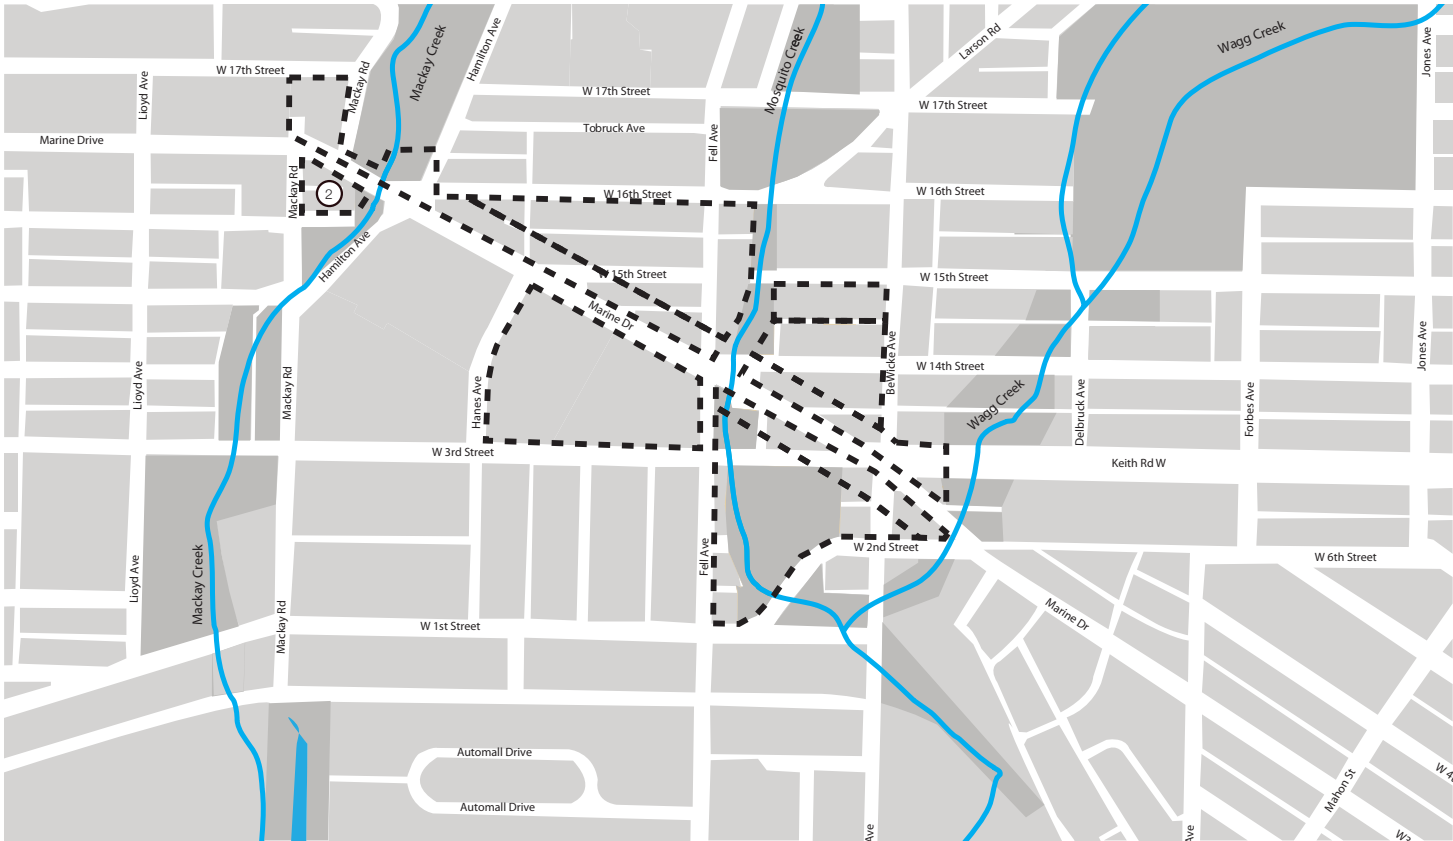 Mackay Creek
Hamilton Ave
Larson Rd
Wagg Creek
Jones Ave
W 17th Street
Lloyd Ave
Mackay Rd
Mosquito Creek
W 17th Street
W 17th Street
Tobruck Ave
Marine Drive
Fell Ave
Mackay Rd
2
W 16th Street
W 16th Street
Hamilton Ave
W 15th Street
W 15th Street
Marine Dr
BeWicke Ave
W 14th Street
Jones Ave
Lloyd Ave
Mackay Rd
Hanes Ave
Wagg Creek
Delbruck Ave
Forbes Ave
W 3rd Street
Keith Rd W
W 2nd Street
W 6th Street
Lloyd Ave
Mackay Creek
Fell Ave
Mackay Rd
W 1st Street
Marine Dr
Automall Drive
Automall Drive
Mahon St
Ave
Ave